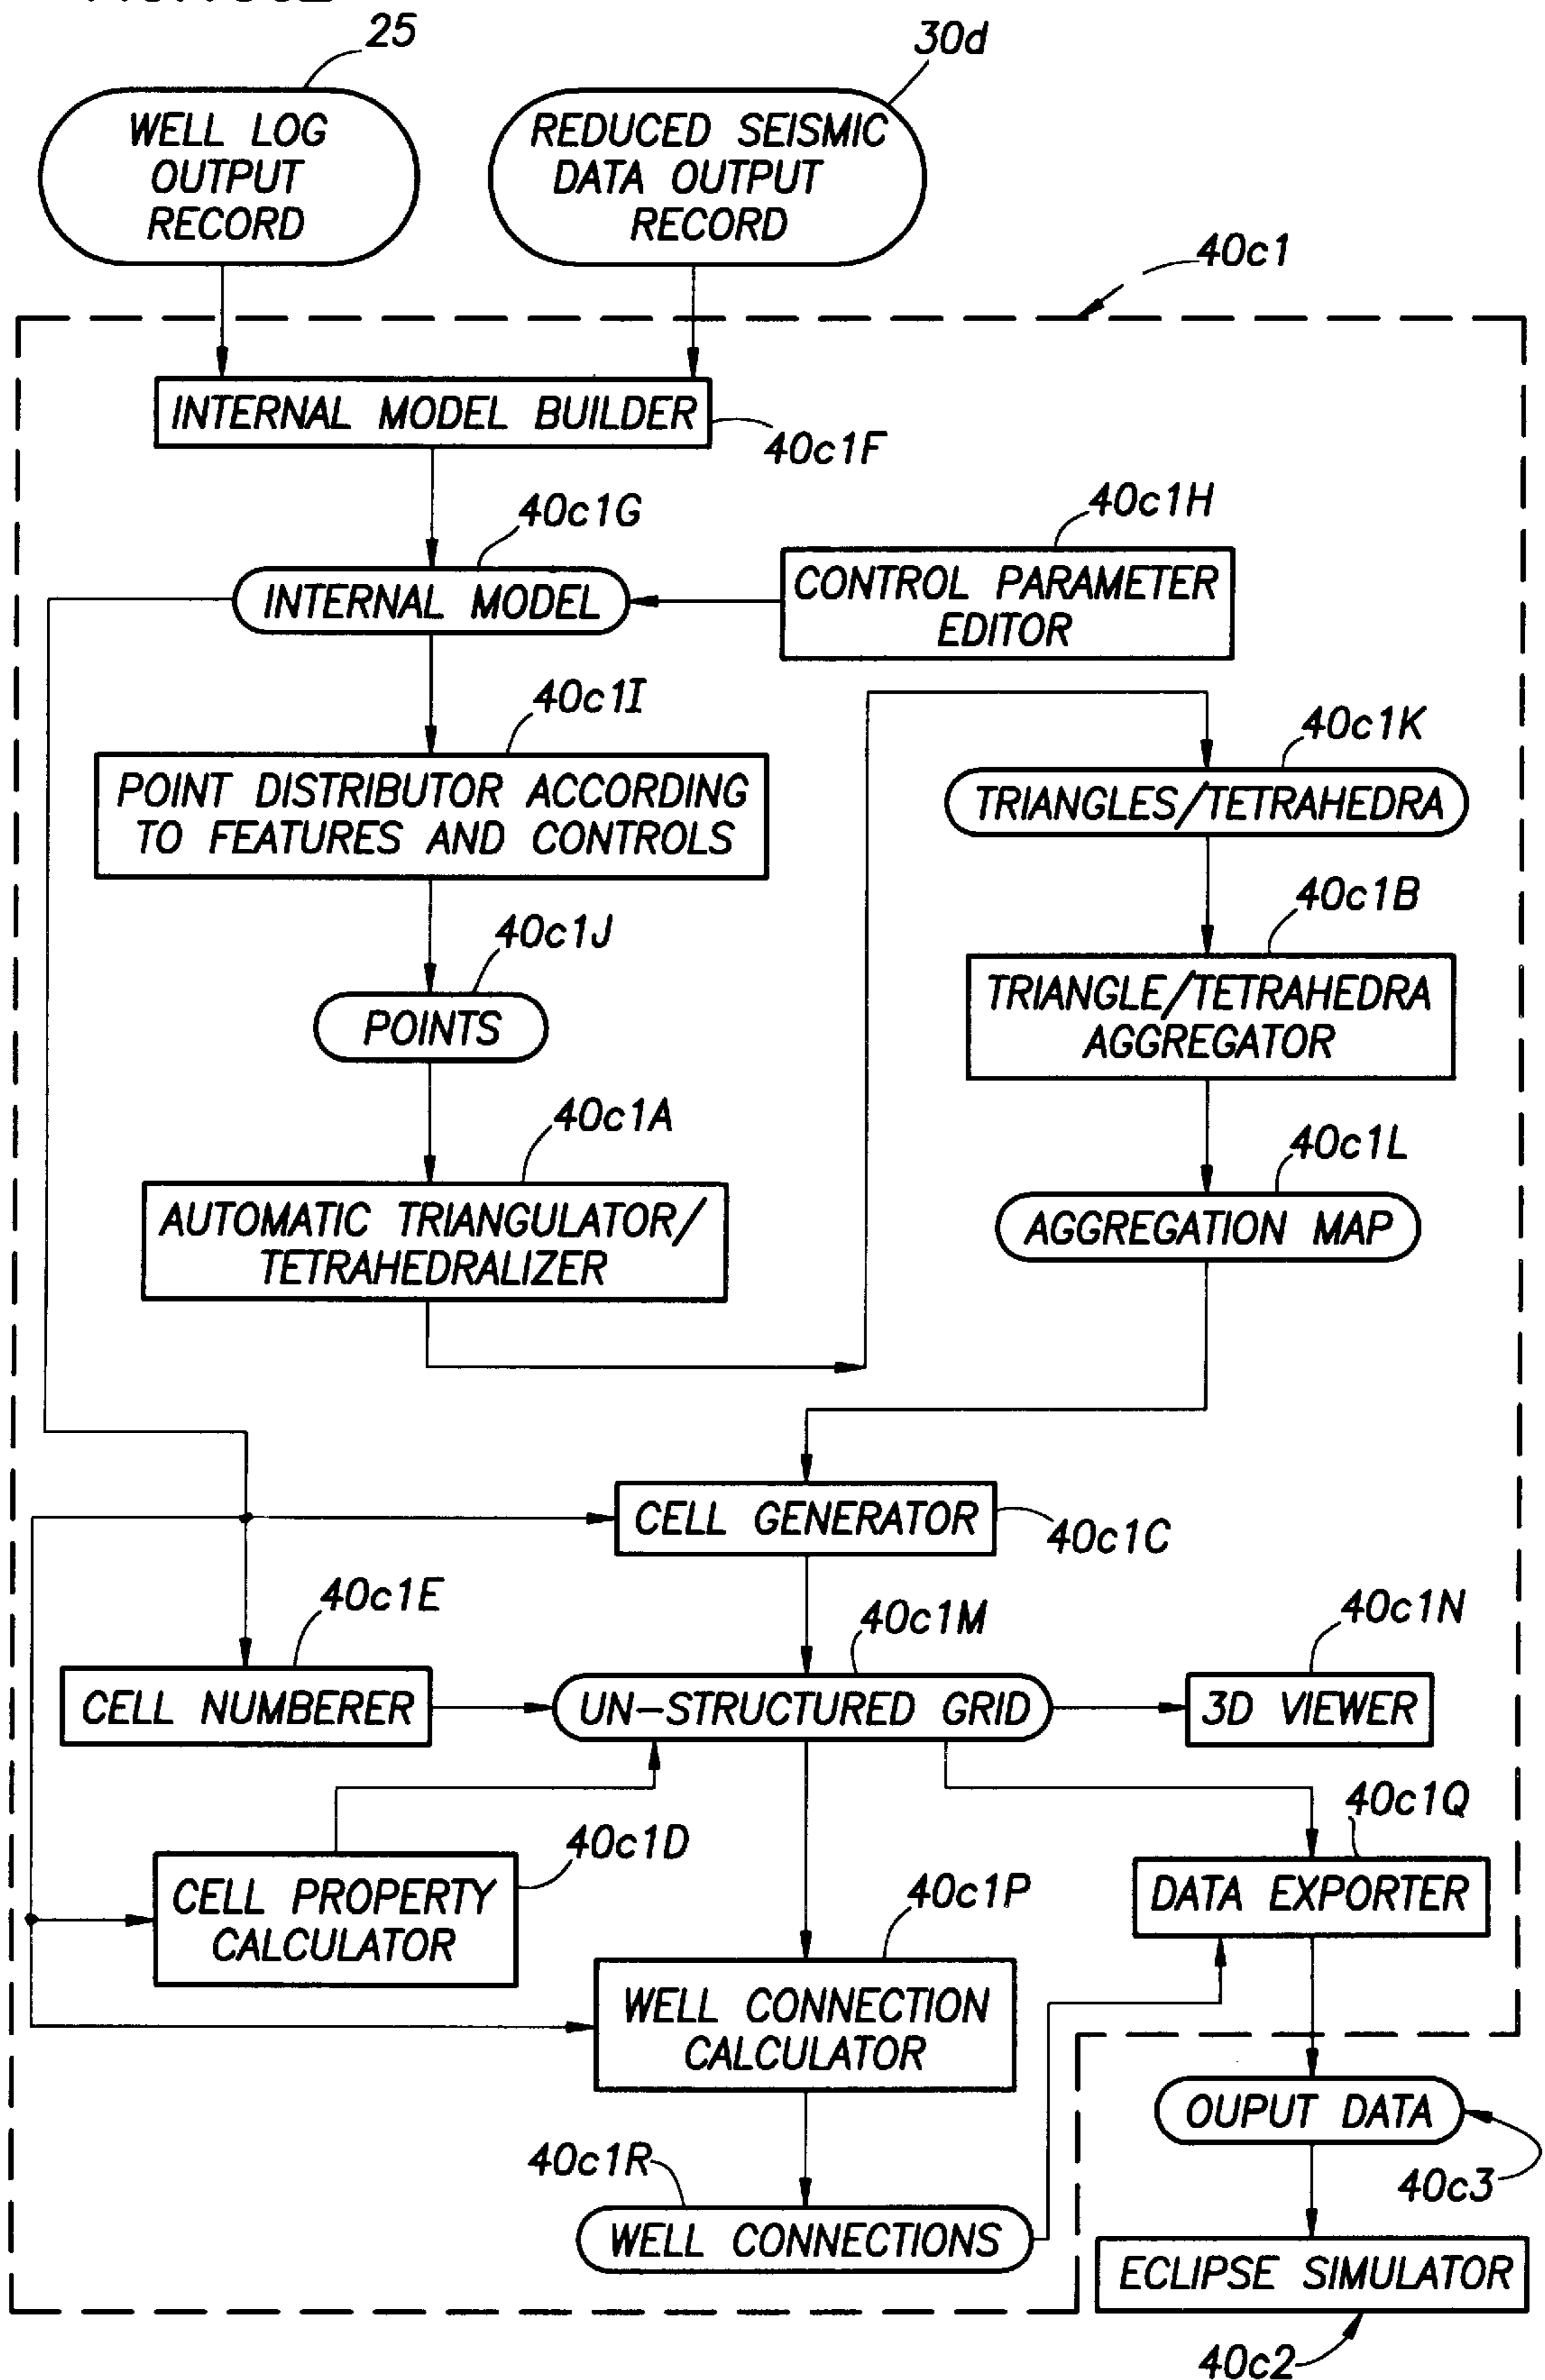 25
30d
WELL LOG
OUTPUT
RECORD
REDUCED SEISMIC
DATA OUTPUT
RECORD
40c1
INTERNAL MODEL BUILDER
40c1F
40c1G
40c1H
INTERNAL MODEL
CONTROL PARAMETER
EDITOR
40c1I
40c1K
POINT DISTRIBUTOR ACCORDING
TO FEATURES AND CONTROLS
TRIANGLES/TETRAHEDRA
40c1J
40c1B
POINTS
TRIANGLE/TETRAHEDRA
AGGREGATOR
40c1A
40c1L
AUTOMATIC TRIANGULATOR/
TETRAHEDRALIZER
AGGREGATION MAP
CELL GENERATOR
40c1C
40c1E
40c1M
40c1N
CELL NUMBERER
UN-STRUCTURED GRID
3D VIEWER
40c1D
40c1Q
CELL PROPERTY
CALCULATOR
40c1P
DATA EXPORTER
WELL CONNECTION
CALCULATOR
OUPUT DATA
40c1R
40c3
WELL CONNECTIONS
ECLIPSE SIMULATOR
40c2